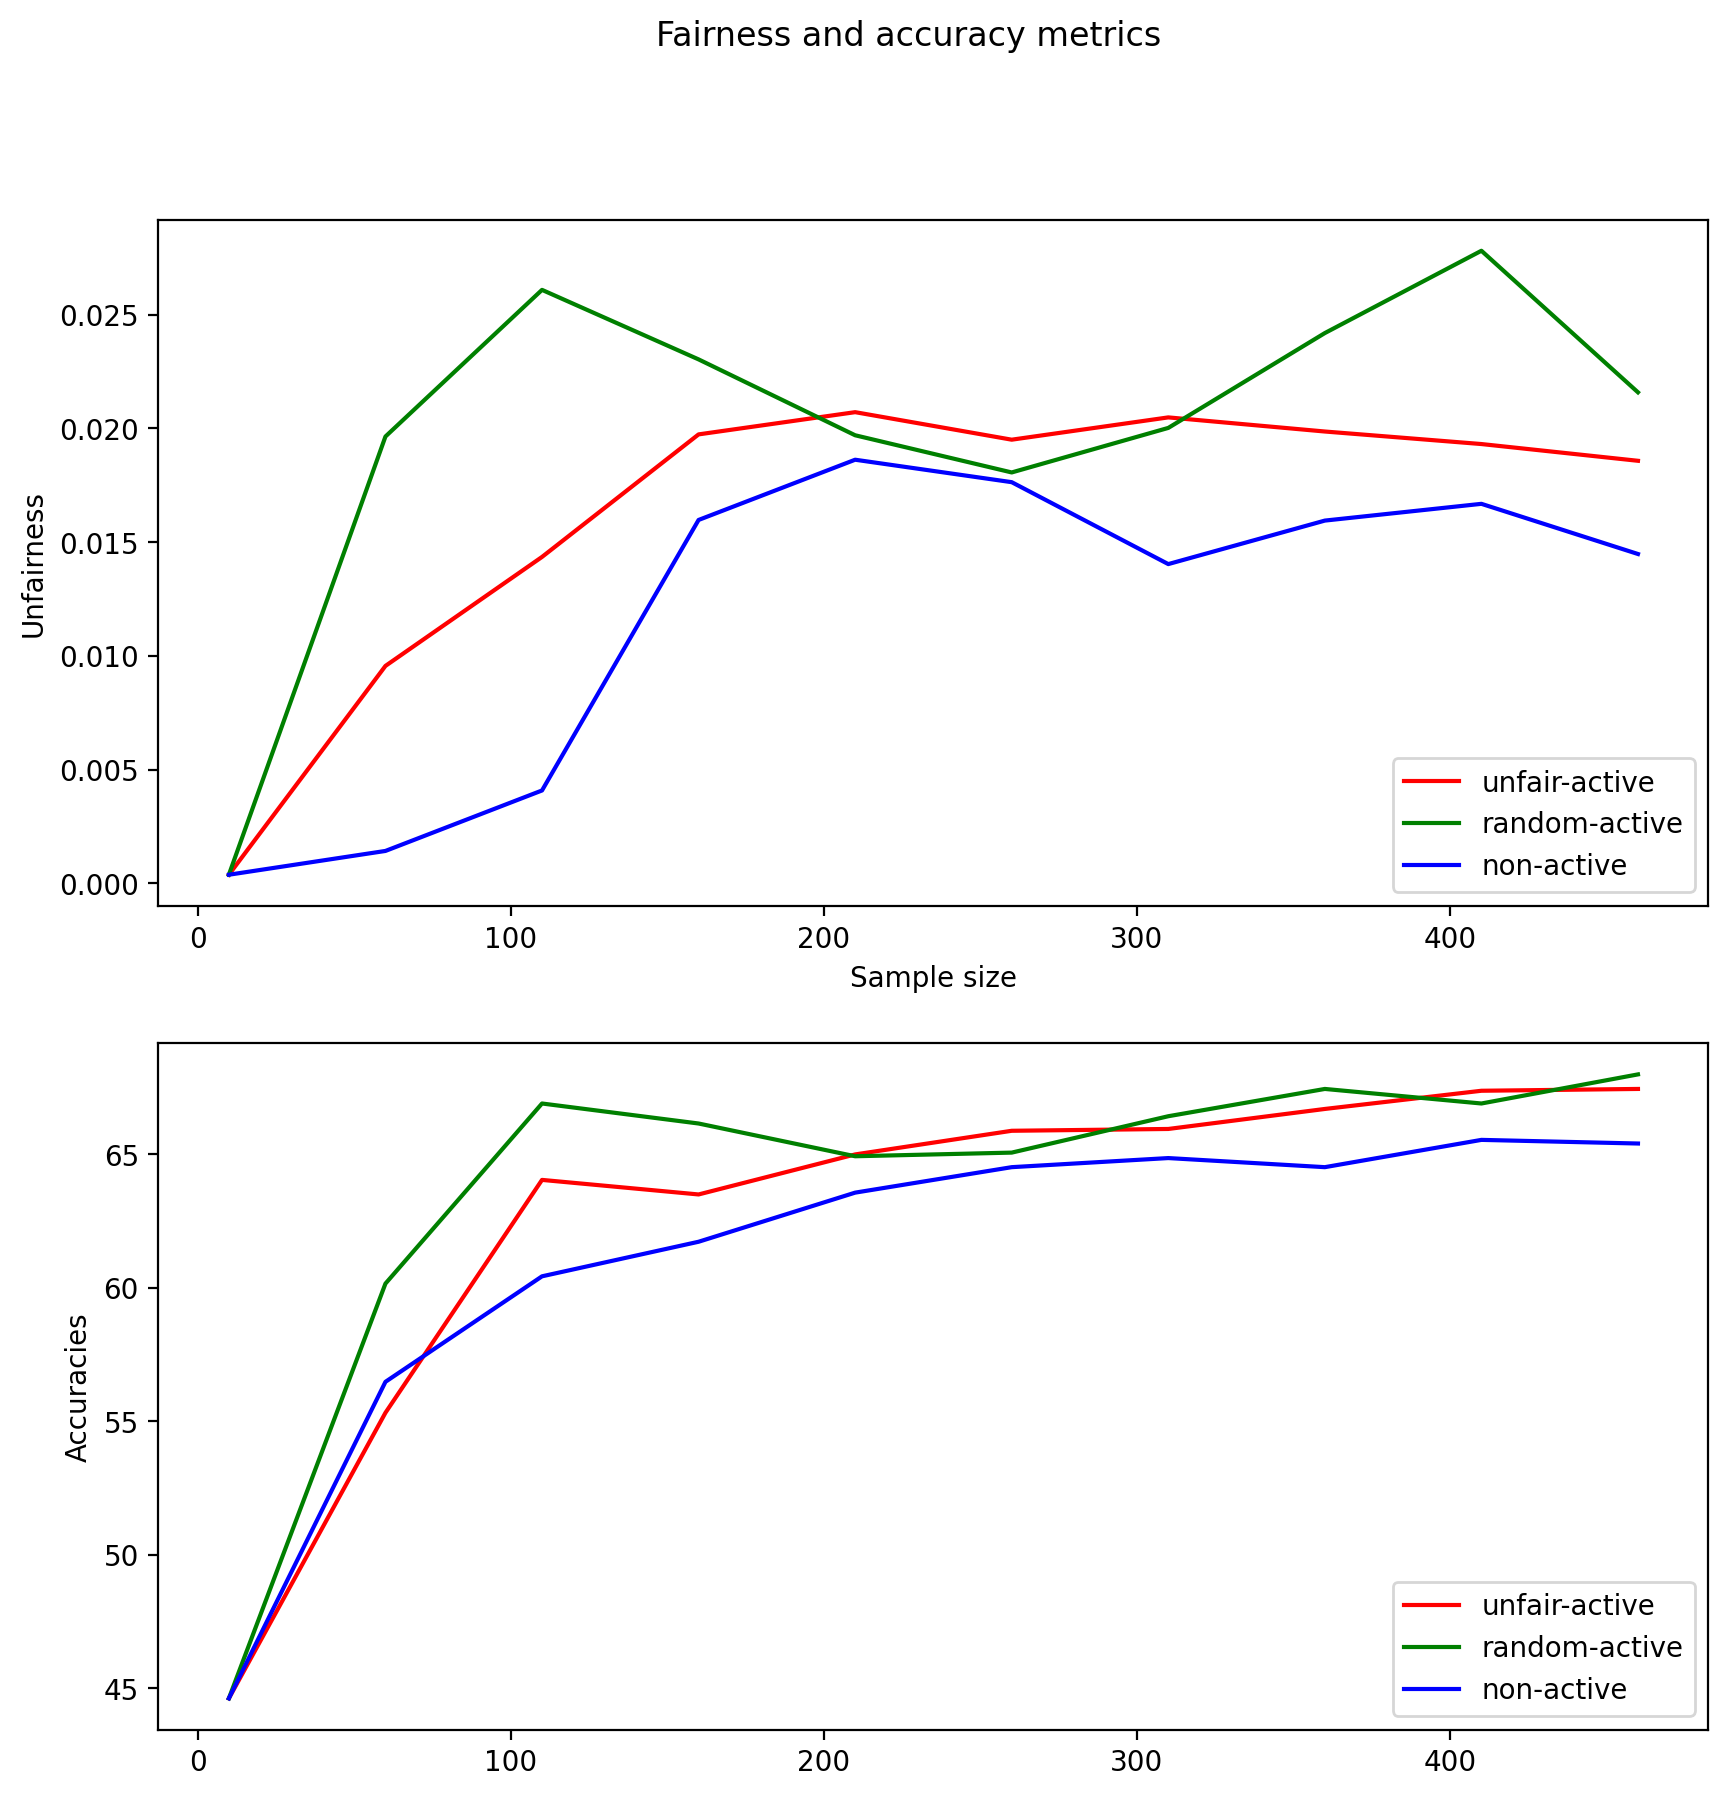 Fairness and accuracy metrics
0.025
0.020
0.015
0.010
0.005
0.000
Unfairness
unfair-active
random-active
non-active
0 100 200 300 400
Sample size
65
60
55
50
45
Accuracies
unfair-active
random-active
non-active
0 100 200 300 400